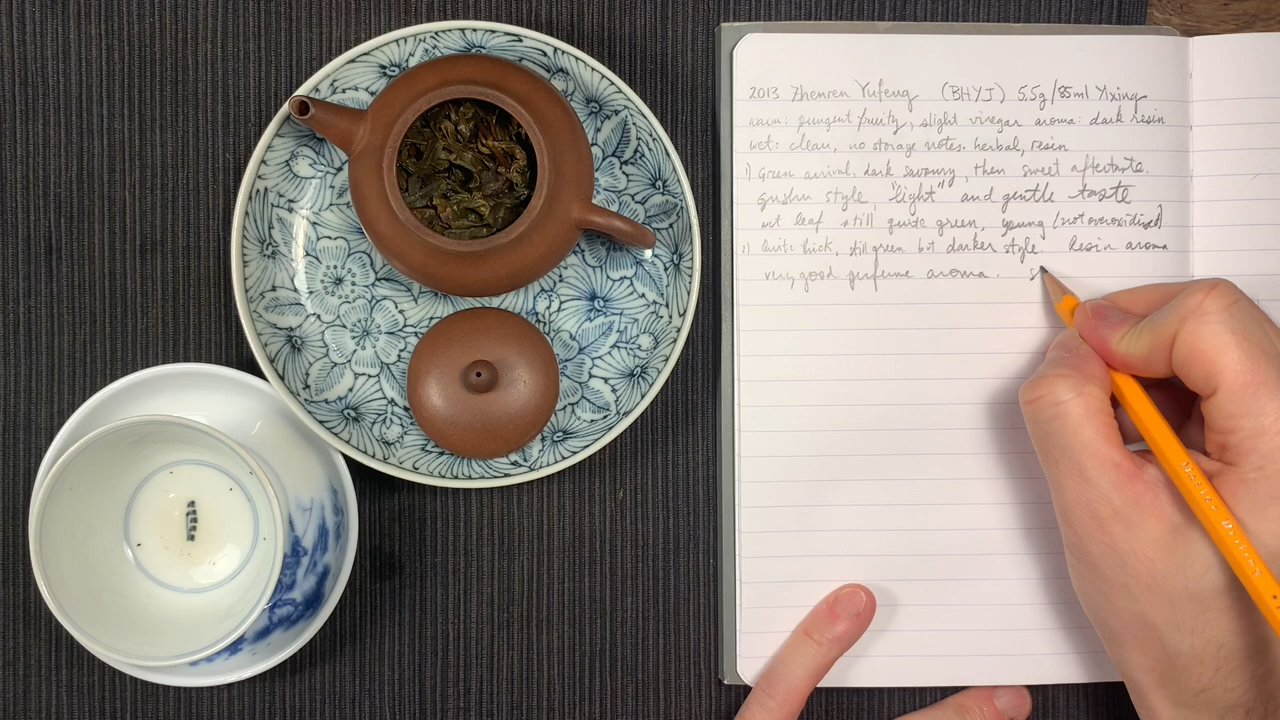 2013 Zhenren Yufeng (BHYJ) 5.5g/85ml Yixing
warm: pungent fruity, slight vinegar aroma: dark resin
wet: clean, no storage notes. herbal, resin
1) Green arrival, dark savoury, then sweet aftertaste.
gushu style, "light" and gentle taste
wet leaf still quite green, young (not overoxidized)
2) Quite thick, still green but darker style. Resin aroma
very good perfume aroma. s